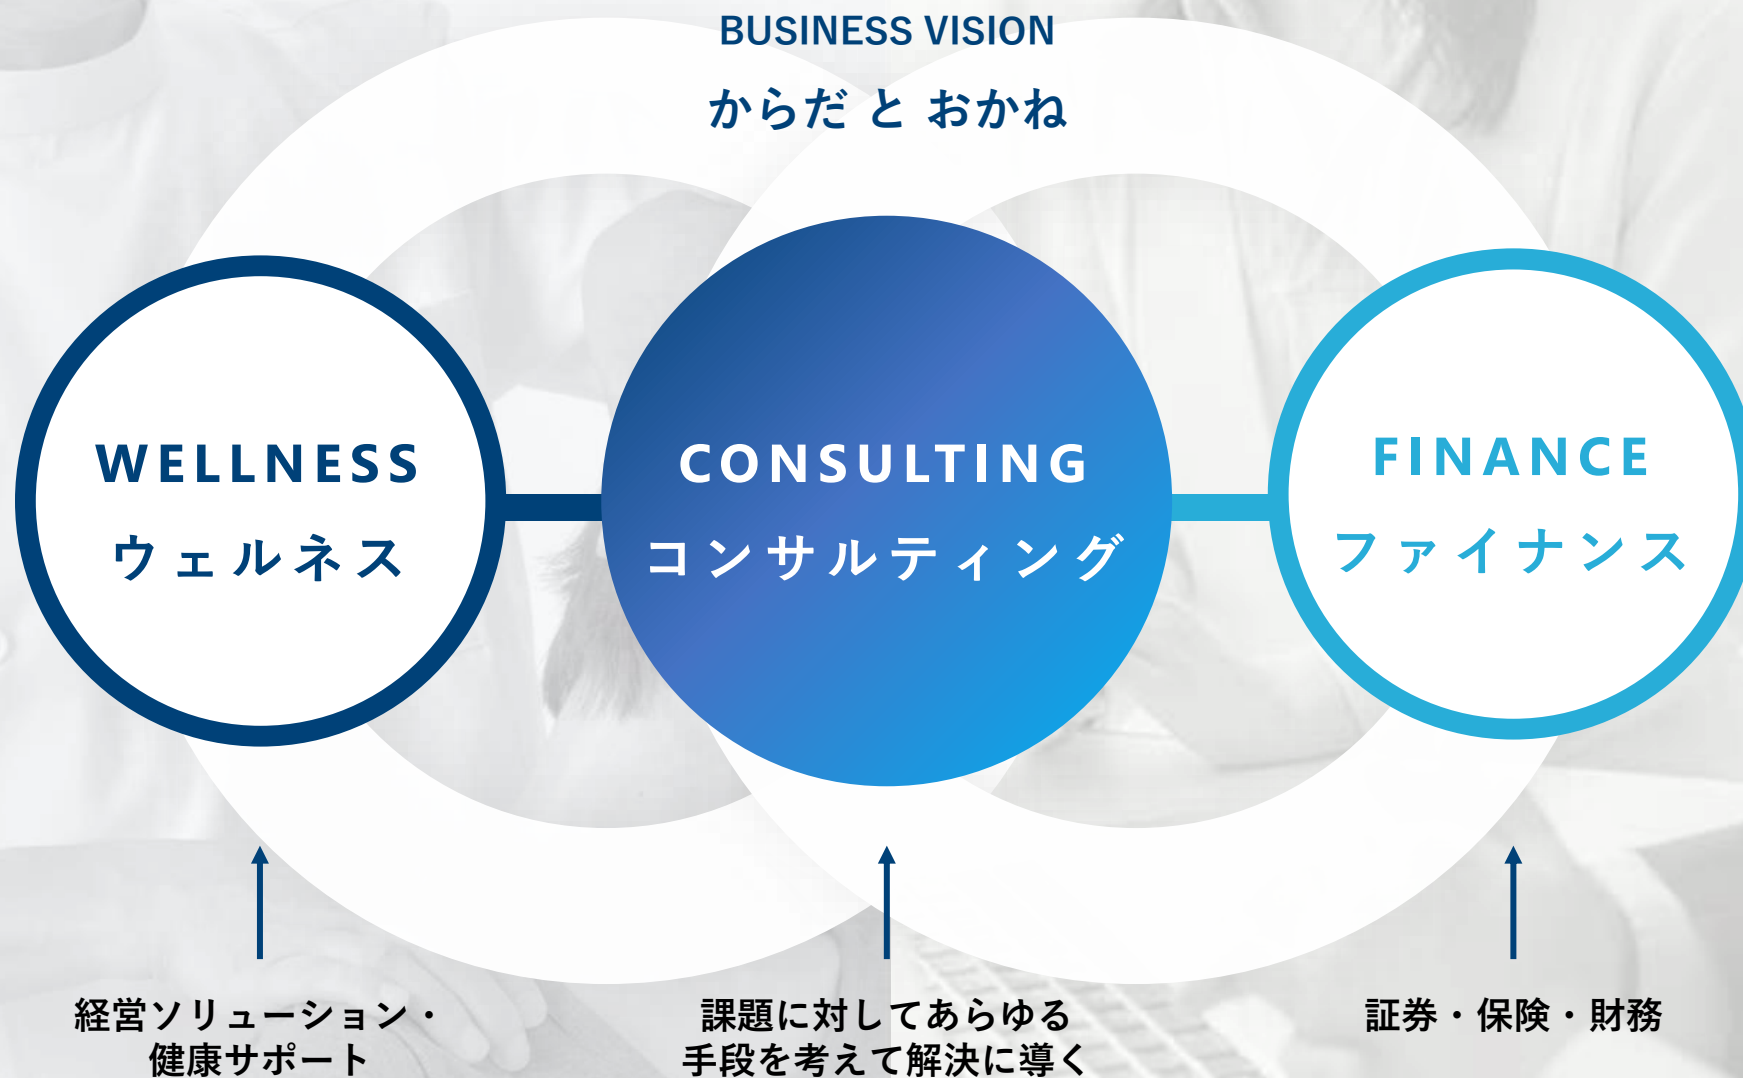 BUSINESS VISION
からだ と おかね
WELLNESS
ウェルネス
CONSULTING
コンサルティング
FINANCE
ファイナンス
経営ソリューション・
健康サポート
課題に対してあらゆる
手段を考えて解決に導く
証券・保険・財務